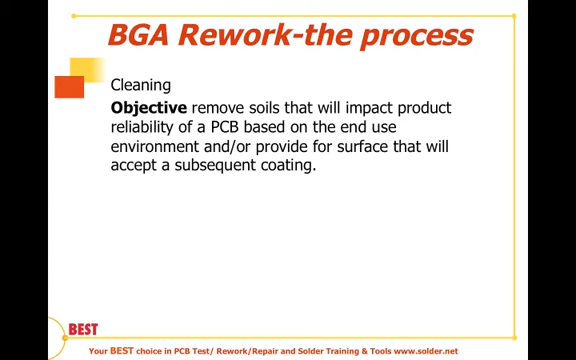 BGA Rework-the process
Cleaning
Objective remove soils that will impact product
reliability of a PCB based on the end use
environment and/or provide for surface that will
accept a subsequent coating.
BEST
Your BEST choice in PCB Test/ Rework/Repair and Solder Training & Tools www.solder.net